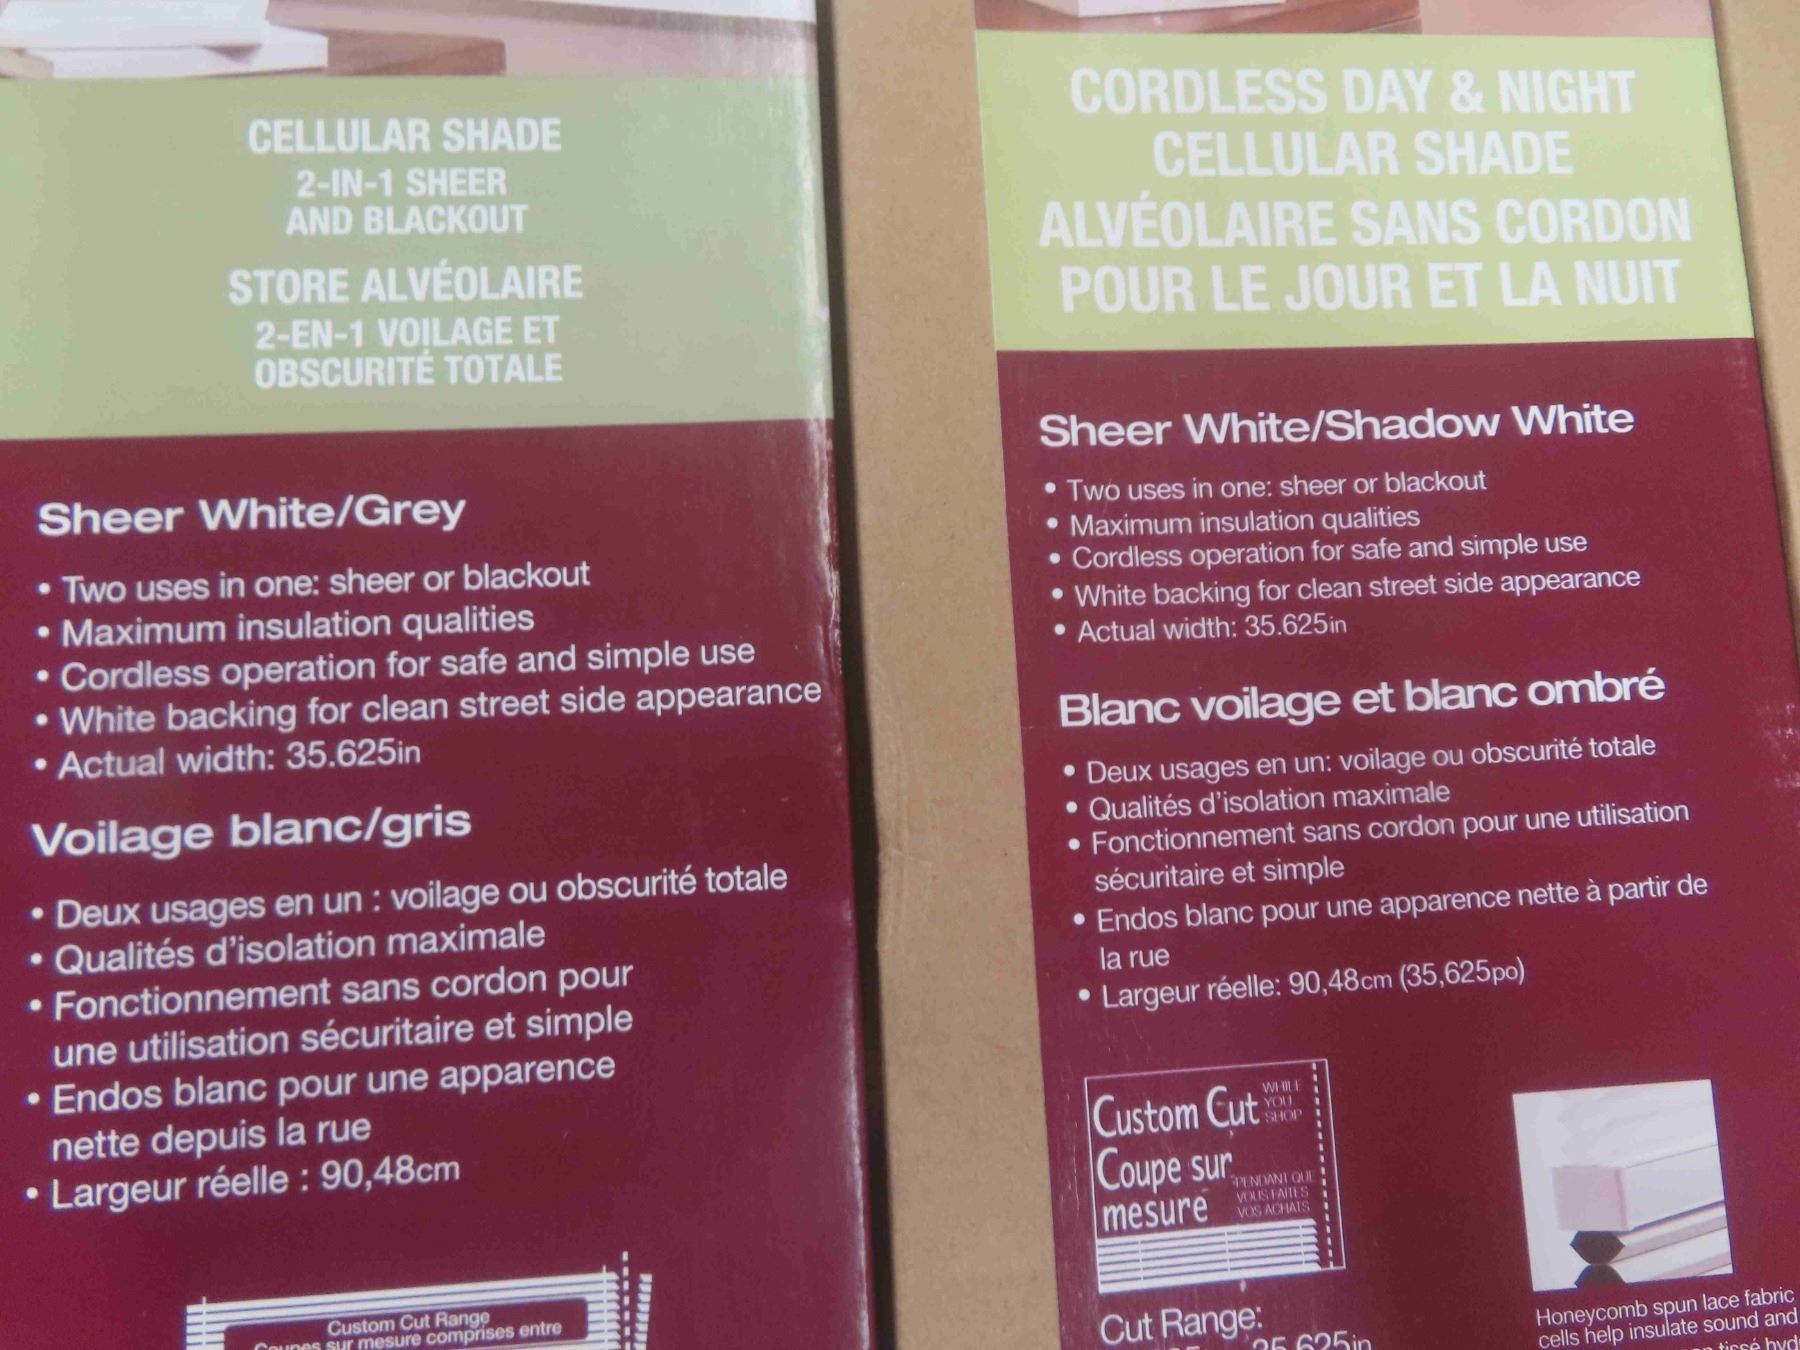 CELLULAR SHADE
2-IN-1 SHEER
AND BLACKOUT
STORE ALVÉOLAIRE
2-EN-1 VOILAGE ET
OBSCURITÉ TOTALE
Sheer White/Grey
• Two uses in one: sheer or blackout
• Maximum insulation qualities
• Cordless operation for safe and simple use
• White backing for clean street side appearance
• Actual width: 35.625in
Voilage blanc/gris
• Deux usages en un : voilage ou obscurité totale
• Qualités d'isolation maximale
• Fonctionnement sans cordon pour
une utilisation sécuritaire et simple
• Endos blanc pour une apparence
nette depuis la rue
• Largeur réelle : 90,48cm
Custom Cut Range
Coupes sur mesure comprises entre
CORDLESS DAY & NIGHT
CELLULAR SHADE
ALVÉOLAIRE SANS CORDON
POUR LE JOUR ET LA NUIT
Sheer White/Shadow White
• Two uses in one: sheer or blackout
• Maximum insulation qualities
• Cordless operation for safe and simple use
• White backing for clean street side appearance
• Actual width: 35.625in
Blanc voilage et blanc ombré
• Deux usages en un: voilage ou obscurité totale
• Qualités d'isolation maximale
• Fonctionnement sans cordon pour une utilisation
sécuritaire et simple
• Endos blanc pour une apparence nette à partir de
la rue
• Largeur réelle: 90,48cm (35,625po)
Custom Cut
WHILE
YOU
SHOP
Coupe sur
mesure
PENDANT QUE
VOUS FAITES
VOS ACHATS
Cut Range:
35.625in
Honeycomb spun lace fabric
cells help insulate sound and
tissé